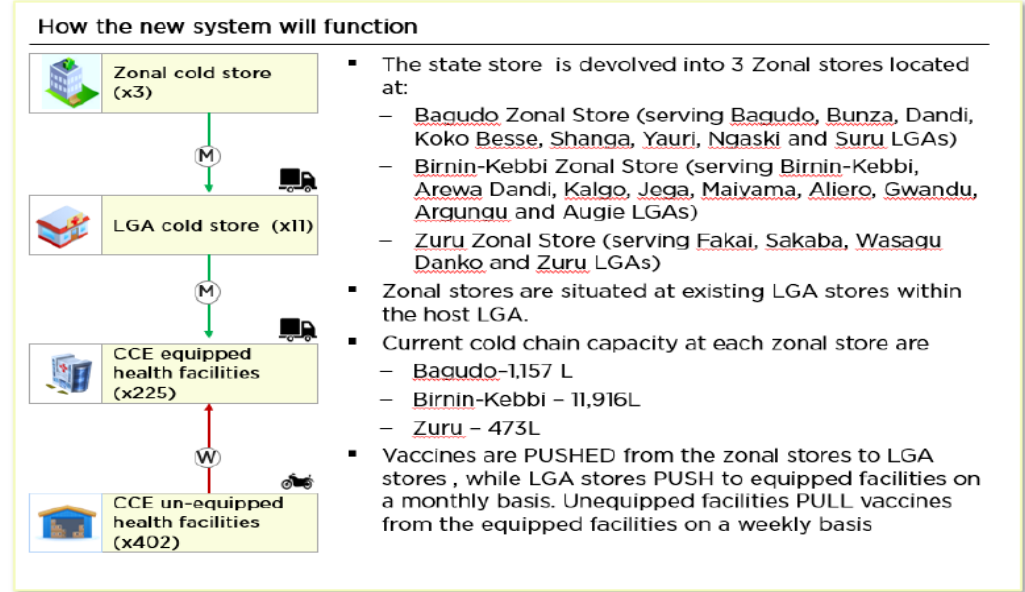 How the new system will function
Zonal cold store
(x3)
M
LGA cold store (x11)
M
CCE equipped
health facilities
(x225)
W
CCE un-equipped
health facilities
(x402)
▪ The state store is devolved into 3 Zonal stores located
at:
– Bagudo Zonal Store (serving Bagudo, Bunza, Dandi,
Koko Besse, Shanga, Yauri, Ngaski and Suru LGAs)
– Birnin-Kebbi Zonal Store (serving Birnin-Kebbi,
Arewa Dandi, Kalgo, Jega, Maiyama, Aliero, Gwandu,
Argungu and Augie LGAs)
– Zuru Zonal Store (serving Fakai, Sakaba, Wasagu
Danko and Zuru LGAs)
▪ Zonal stores are situated at existing LGA stores within
the host LGA.
▪ Current cold chain capacity at each zonal store are
– Bagudo–1,157 L
– Birnin-Kebbi – 11,916L
– Zuru – 473L
▪ Vaccines are PUSHED from the zonal stores to LGA
stores , while LGA stores PUSH to equipped facilities on
a monthly basis. Unequipped facilities PULL vaccines
from the equipped facilities on a weekly basis